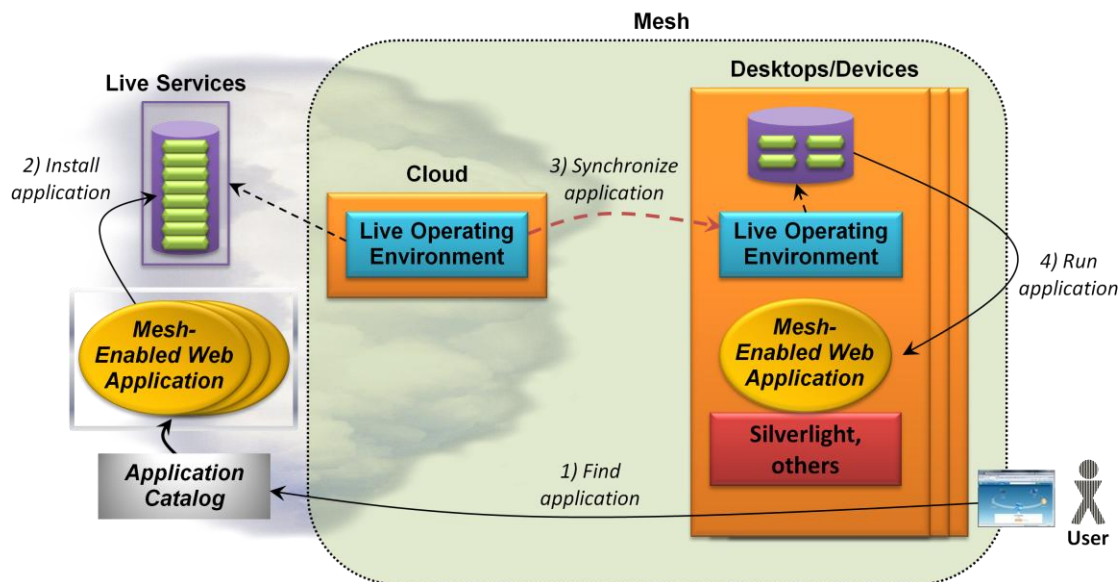 Mesh
Live Services
Desktops/Devices
2) Install
application
Cloud
3) Synchronize
application
Live Operating
Environment
Live Operating
Environment
4) Run
application
Mesh-
Enabled Web
Application
Mesh-
Enabled Web
Application
Silverlight,
others
Application
Catalog
1) Find
application
User